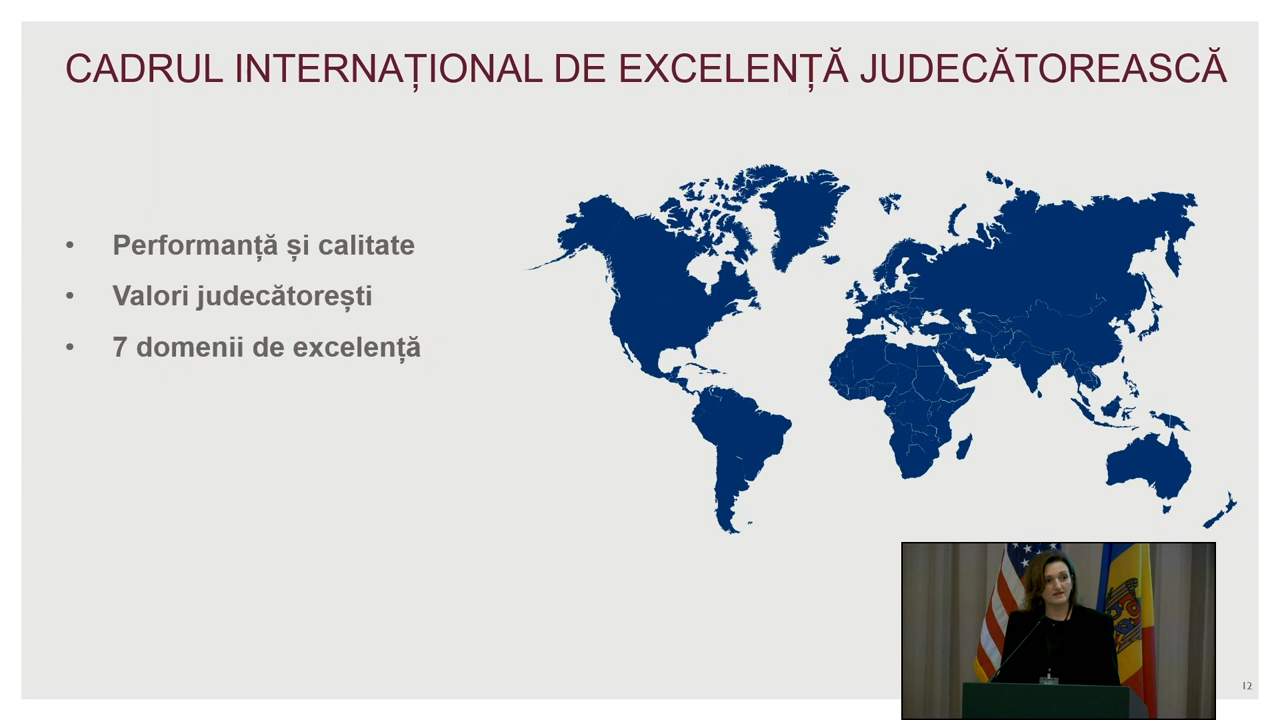 CADRUL INTERNAȚIONAL DE EXCELENȚĂ JUDECĂTOREASCĂ
• Performanță și calitate
• Valori judecătorești
• 7 domenii de excelență
12